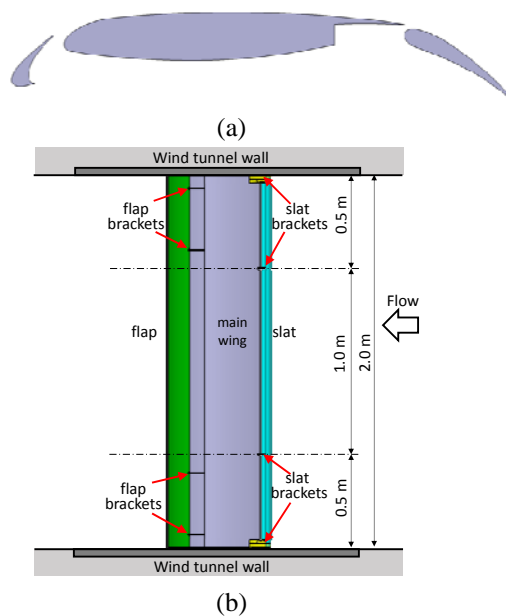 (a)
Wind tunnel wall
flap
brackets
slat
brackets
0.5 m
Flow
flap
main
wing
slat
1.0 m
2.0 m
flap
brackets
slat
brackets
0.5 m
Wind tunnel wall
(b)